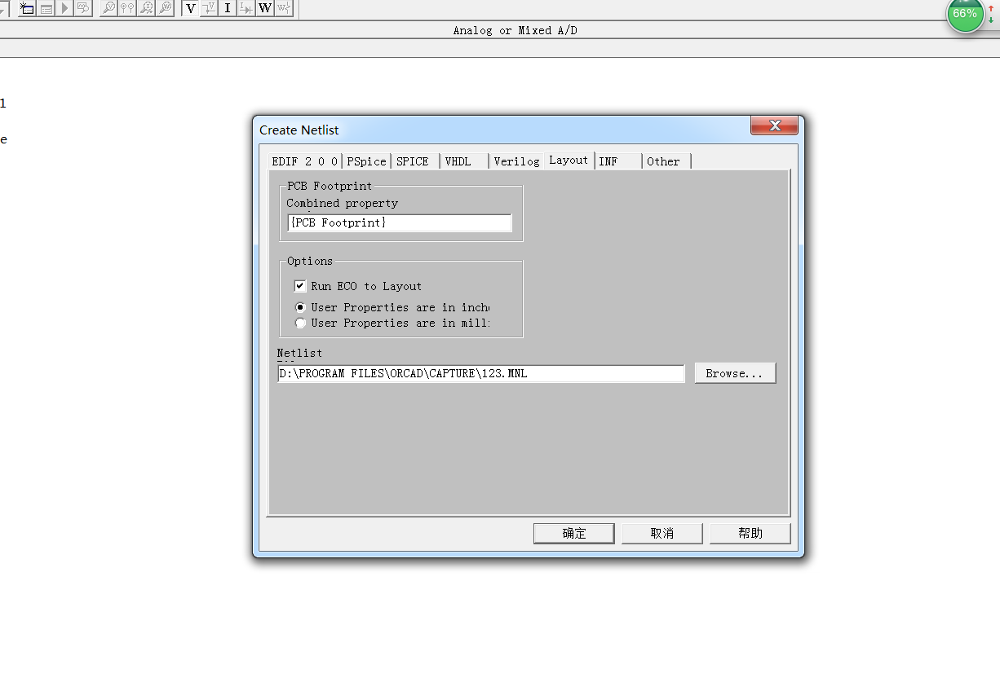 V I W
66%
Analog or Mixed A/D
1
e
Create Netlist
EDIF 2 0 0 PSpice SPICE VHDL Verilog Layout INF Other
PCB Footprint
Combined property
{PCB Footprint}
Options
Run ECO to Layout
User Properties are in inch
User Properties are in milli
Netlist
D:\PROGRAM FILES\ORCAD\CAPTURE\123.MNL
Browse...
确定 取消 帮助